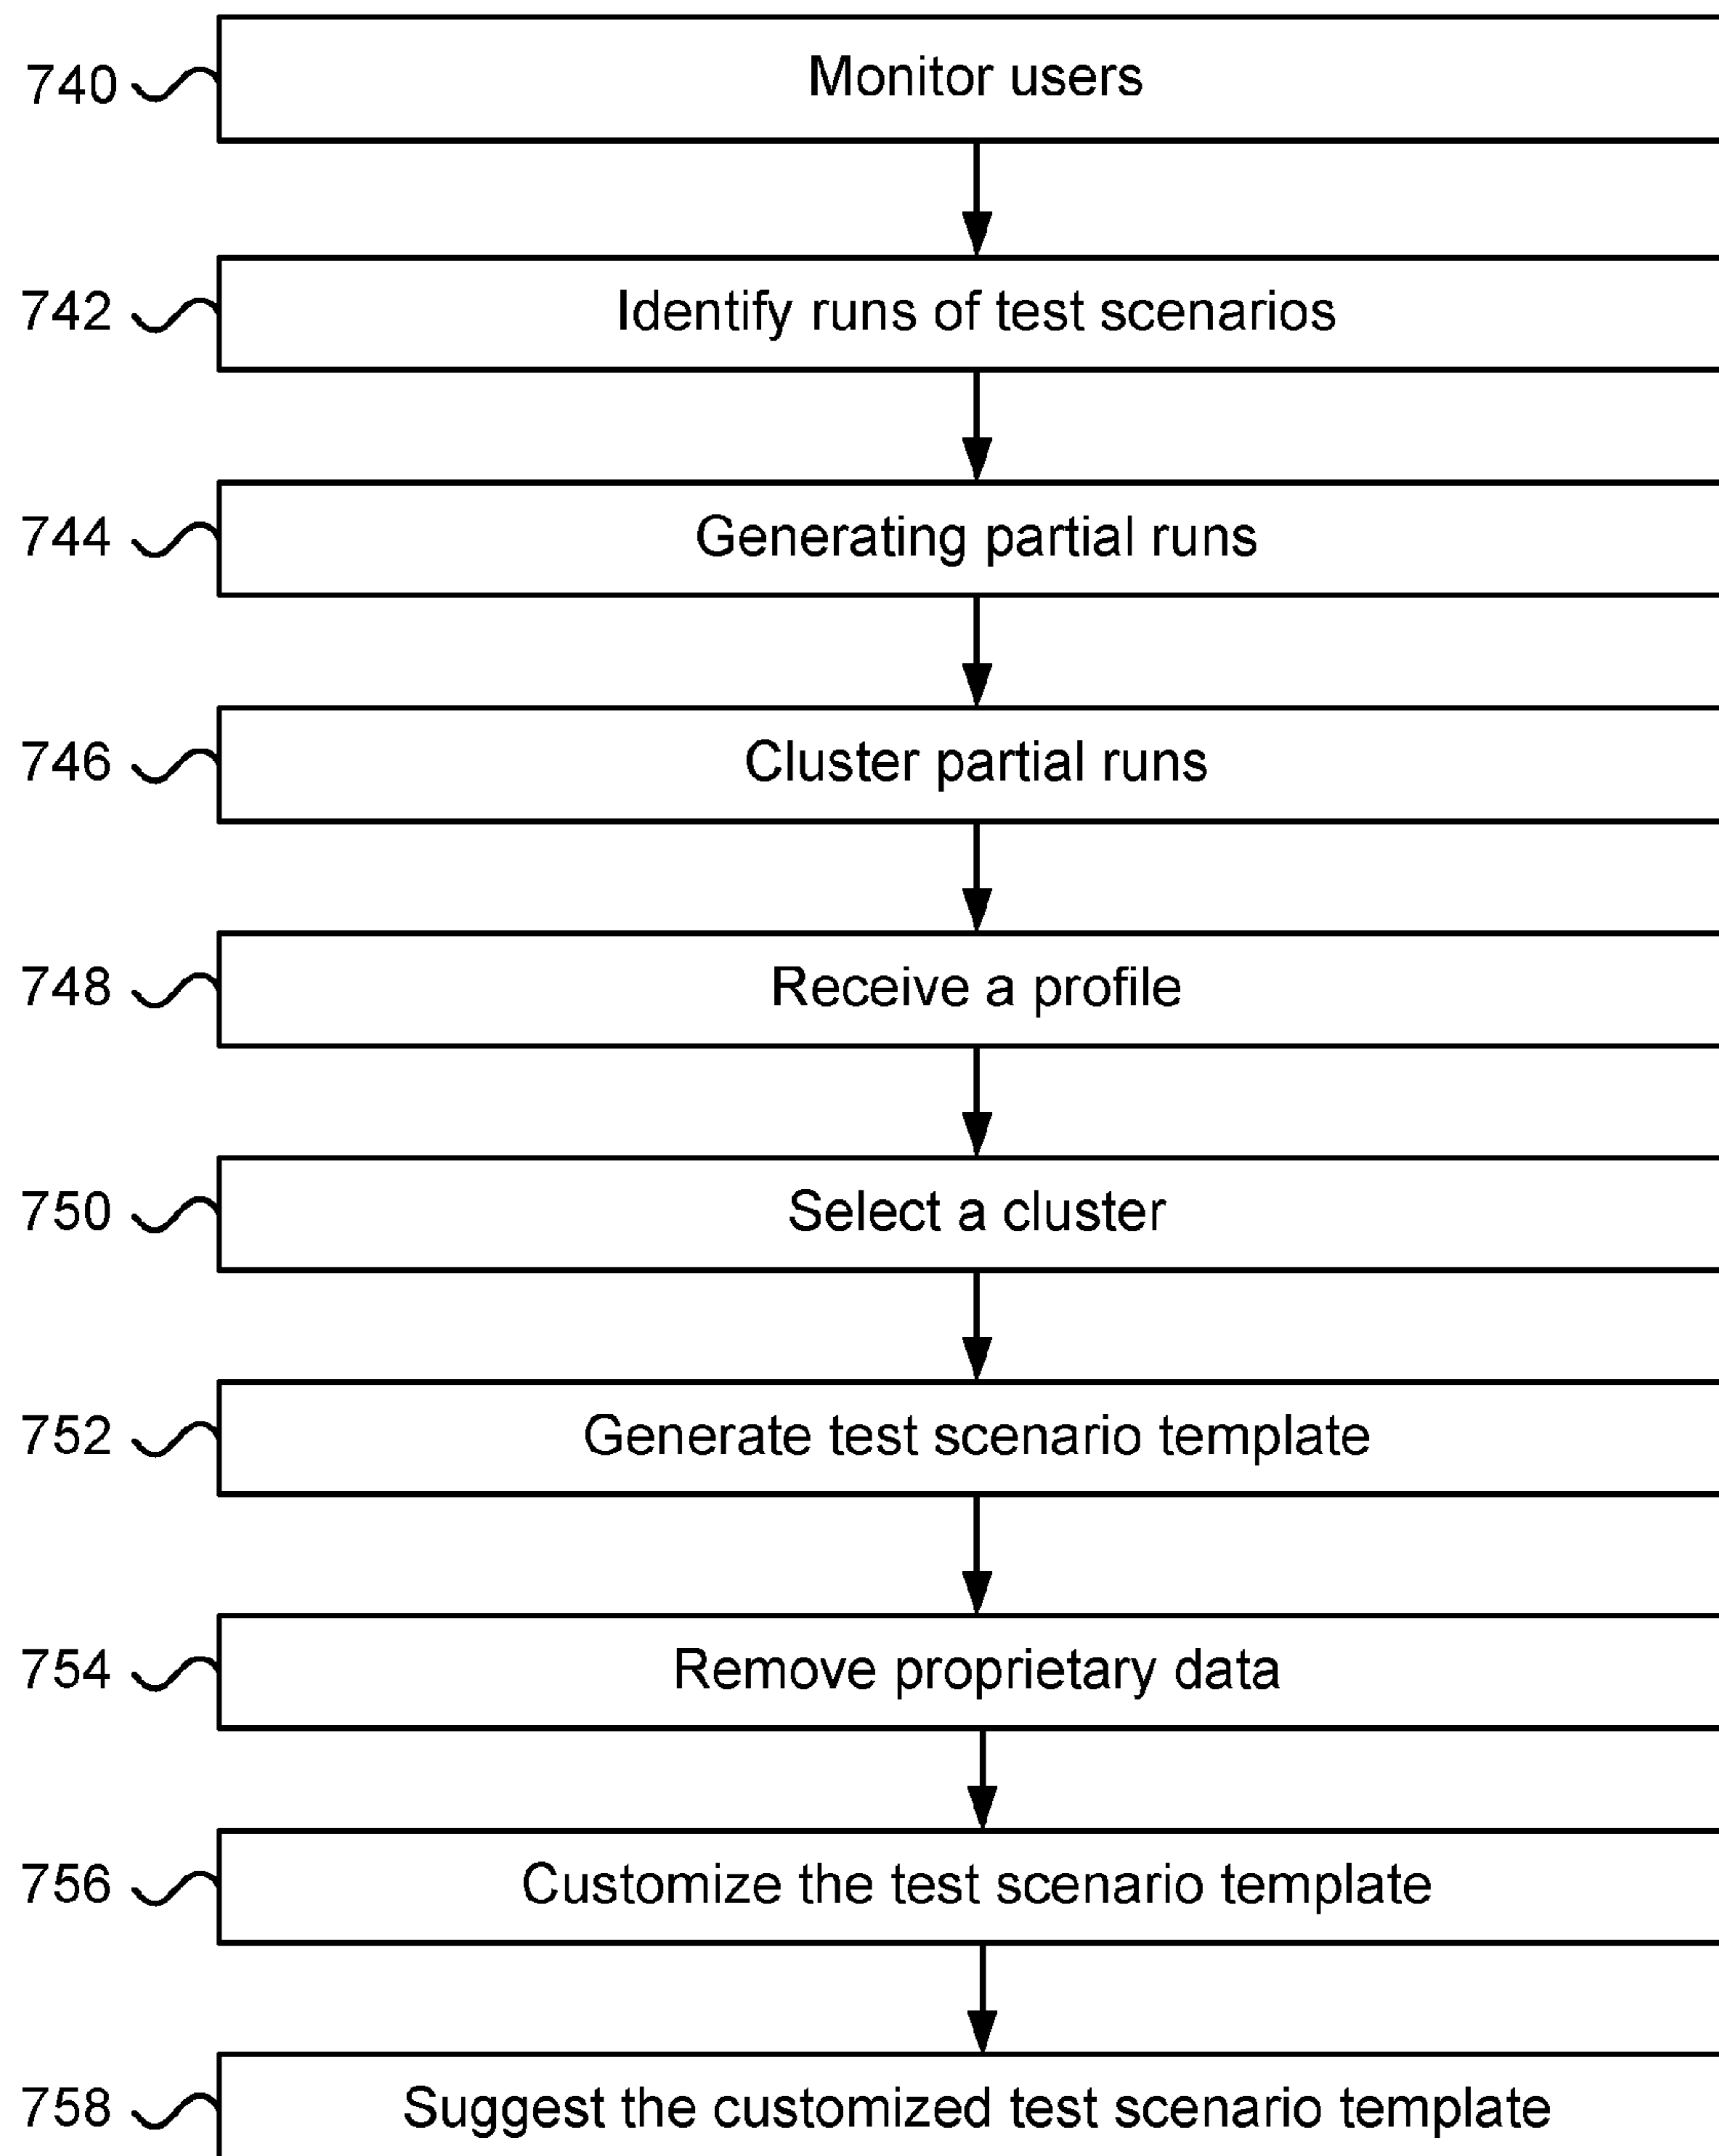 740 Monitor users
742 Identify runs of test scenarios
744 Generating partial runs
746 Cluster partial runs
748 Receive a profile
750 Select a cluster
752 Generate test scenario template
754 Remove proprietary data
756 Customize the test scenario template
758 Suggest the customized test scenario template